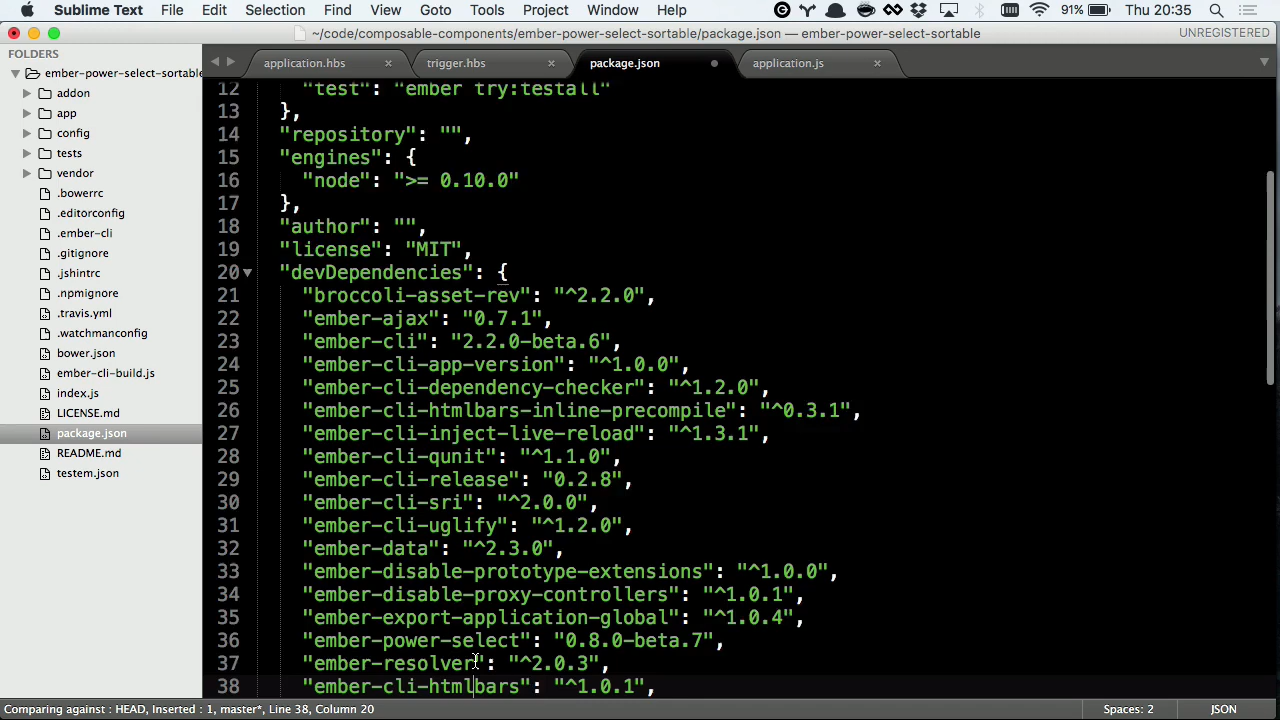 Sublime Text File Edit Selection Find View Goto Tools Project Window Help 91% Thu 20:35
~/code/composable-components/ember-power-select-sortable/package.json — ember-power-select-sortable UNREGISTERED
FOLDERS
ember-power-select-sortable
addon
app
config
tests
vendor
.bowerrc
.editorconfig
.ember-cli
.gitignore
.jshintrc
.npmignore
.travis.yml
.watchmanconfig
bower.json
ember-cli-build.js
index.js
LICENSE.md
package.json
README.md
testem.json
application.hbs × trigger.hbs × package.json application.js ×
12 "test": "ember try:testall"
13 },
14 "repository": "",
15 "engines": {
16 "node": ">= 0.10.0"
17 },
18 "author": "",
19 "license": "MIT",
20 "devDependencies": {
21 "broccoli-asset-rev": "^2.2.0",
22 "ember-ajax": "0.7.1",
23 "ember-cli": "2.2.0-beta.6",
24 "ember-cli-app-version": "^1.0.0",
25 "ember-cli-dependency-checker": "^1.2.0",
26 "ember-cli-htmlbars-inline-precompile": "^0.3.1",
27 "ember-cli-inject-live-reload": "^1.3.1",
28 "ember-cli-qunit": "^1.1.0",
29 "ember-cli-release": "0.2.8",
30 "ember-cli-sri": "^2.0.0",
31 "ember-cli-uglify": "^1.2.0",
32 "ember-data": "^2.3.0",
33 "ember-disable-prototype-extensions": "^1.0.0",
34 "ember-disable-proxy-controllers": "^1.0.1",
35 "ember-export-application-global": "^1.0.4",
36 "ember-power-select": "0.8.0-beta.7",
37 "ember-resolver": "^2.0.3",
38 "ember-cli-htmlbars": "^1.0.1",
Comparing against : HEAD, Inserted : 1, master*, Line 38, Column 20 Spaces: 2 JSON